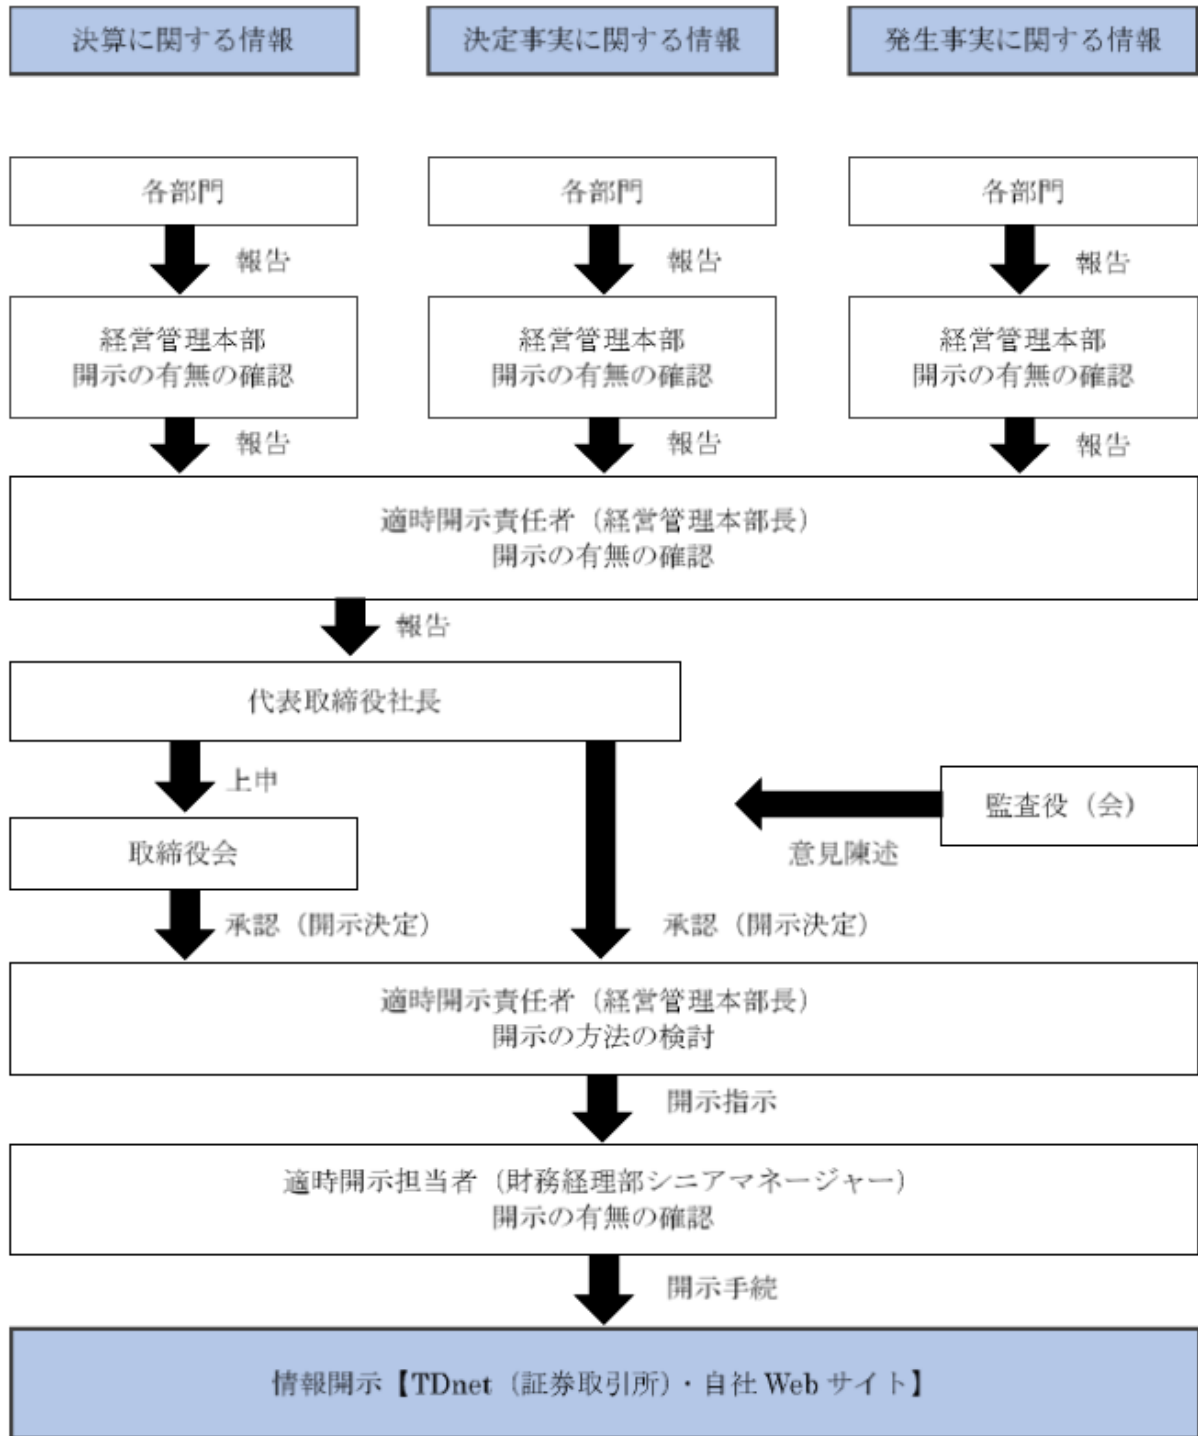 決算に関する情報
決定事実に関する情報
発生事実に関する情報
各部門
各部門
各部門
報告
報告
報告
経営管理本部
開示の有無の確認
経営管理本部
開示の有無の確認
経営管理本部
開示の有無の確認
報告
報告
報告
適時開示責任者（経営管理本部長）
開示の有無の確認
報告
代表取締役社長
上申
監査役（会）
意見陳述
取締役会
承認（開示決定）
承認（開示決定）
適時開示責任者（経営管理本部長）
開示の方法の検討
開示指示
適時開示担当者（財務経理部シニアマネージャー）
開示の有無の確認
開示手続
情報開示【TDnet（証券取引所）・自社 Web サイト】